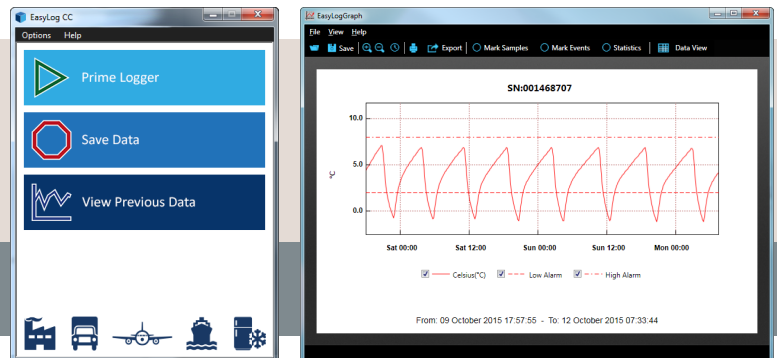 EasyLog CC
Options Help
Prime Logger
Save Data
View Previous Data
EasyLogGraph
File View Help
Save Export Mark Samples Mark Events Statistics Data View
SN:001468707
10.0
5.0
0.0
°C
Sat 00:00 Sat 12:00 Sun 00:00 Sun 12:00 Mon 00:00
Celsius(°C) Low Alarm High Alarm
From: 09 October 2015 17:57:55 - To: 12 October 2015 07:33:44